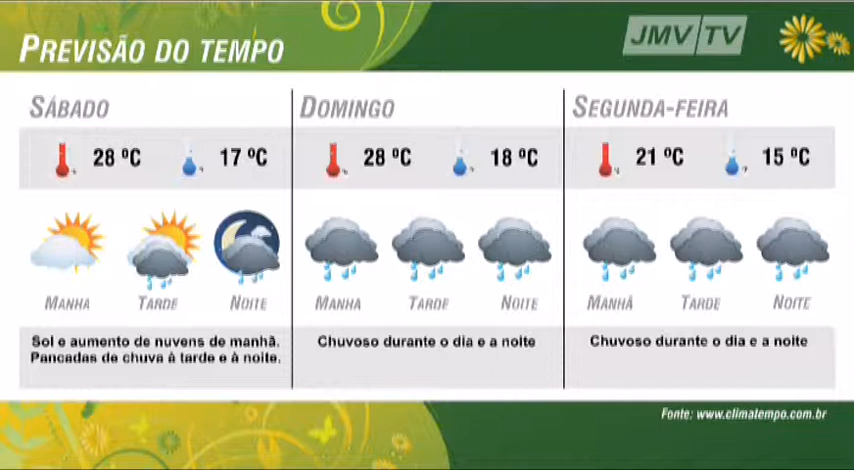 PREVISÃO DO TEMPO
JMV TV
SÁBADO
28 ºC
17 ºC
MANHA
TARDE
NOITE
Sol e aumento de nuvens de manhã.
Pancadas de chuva à tarde e à noite.
DOMINGO
28 ºC
18 ºC
MANHA
TARDE
NOITE
Chuvoso durante o dia e a noite
SEGUNDA-FEIRA
21 ºC
15 ºC
MANHÃ
TARDE
NOITE
Chuvoso durante o dia e a noite
Fonte: www.climatempo.com.br